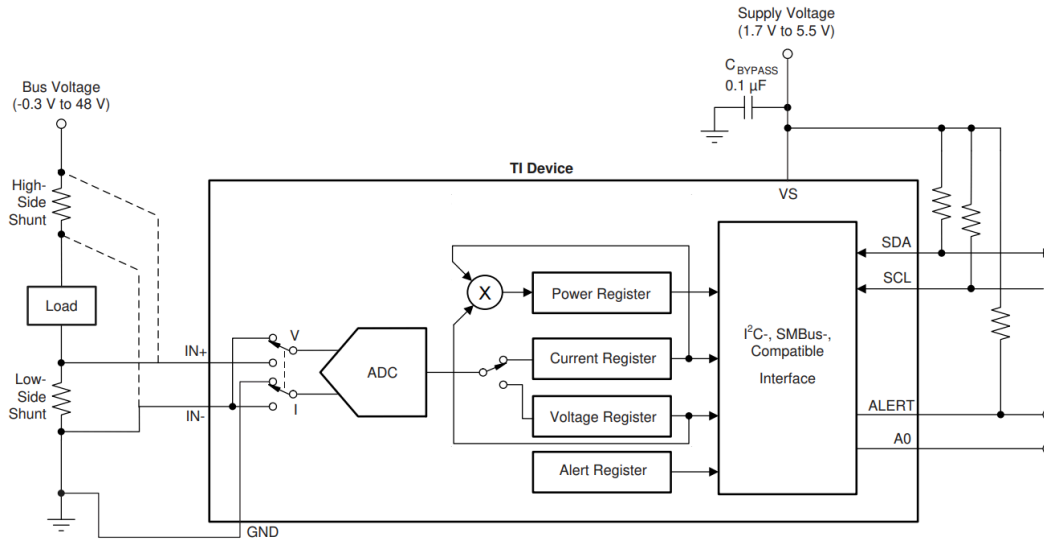 Supply Voltage
(1.7 V to 5.5 V)
C_BYPASS
0.1 µF
Bus Voltage
(-0.3 V to 48 V)
High-
Side
Shunt
Load
Low-
Side
Shunt
TI Device
VS
IN+
IN-
GND
V
I
ADC
X
Power Register
Current Register
Voltage Register
Alert Register
I²C-, SMBus-,
Compatible
Interface
SDA
SCL
ALERT
A0